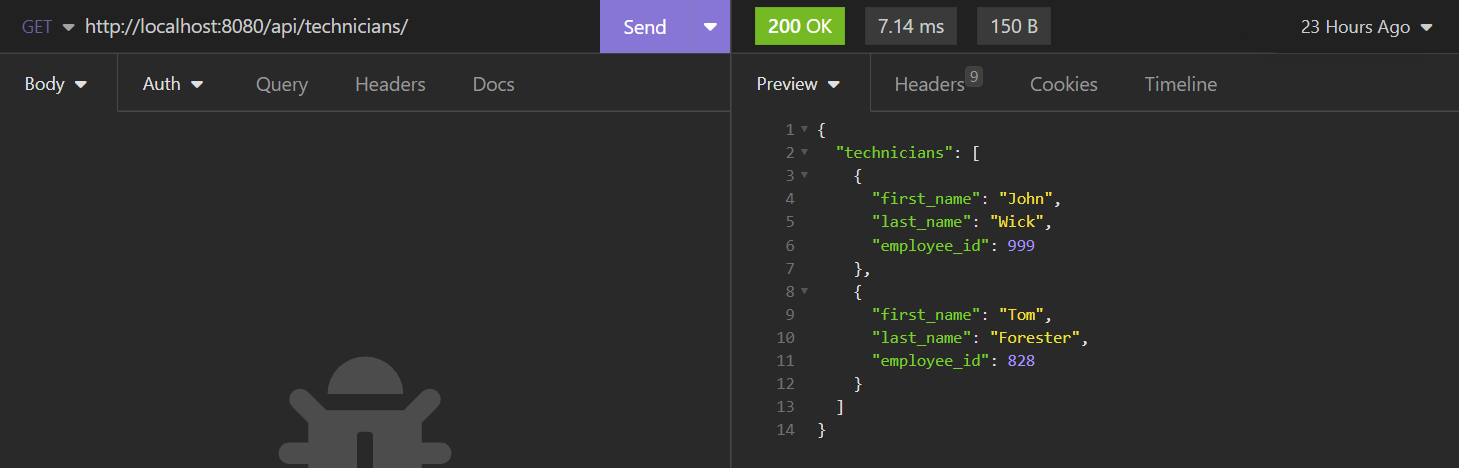 GET http://localhost:8080/api/technicians/ Send 200 OK 7.14 ms 150 B 23 Hours Ago
Body Auth Query Headers Docs Preview Headers 9 Cookies Timeline
1 {
2 "technicians": [
3 {
4 "first_name": "John",
5 "last_name": "Wick",
6 "employee_id": 999
7 },
8 {
9 "first_name": "Tom",
10 "last_name": "Forester",
11 "employee_id": 828
12 }
13 ]
14 }